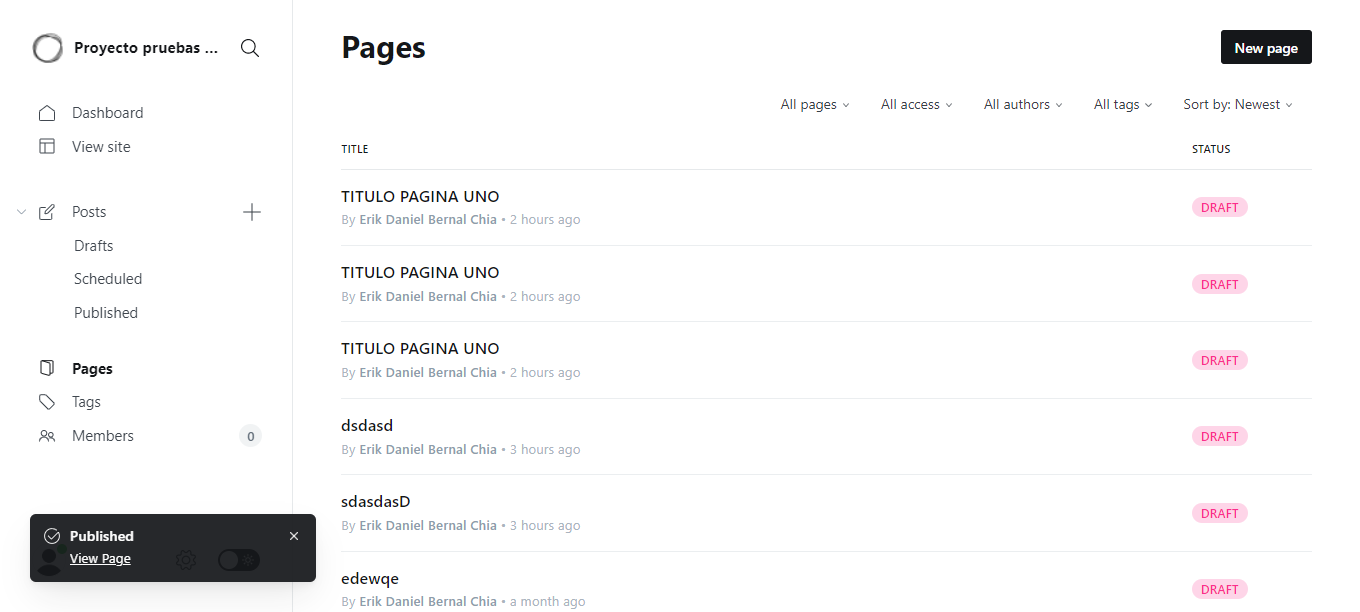 Proyecto pruebas ...
Dashboard
View site
Posts
Drafts
Scheduled
Published
Pages
Tags
Members 0
Published
View Page
Pages
New page
All pages All access All authors All tags Sort by: Newest
TITLE STATUS
TITULO PAGINA UNO
By Erik Daniel Bernal Chia • 2 hours ago
DRAFT
TITULO PAGINA UNO
By Erik Daniel Bernal Chia • 2 hours ago
DRAFT
TITULO PAGINA UNO
By Erik Daniel Bernal Chia • 2 hours ago
DRAFT
dsdasd
By Erik Daniel Bernal Chia • 3 hours ago
DRAFT
sdasdasD
By Erik Daniel Bernal Chia • 3 hours ago
DRAFT
edewqe
By Erik Daniel Bernal Chia • a month ago
DRAFT